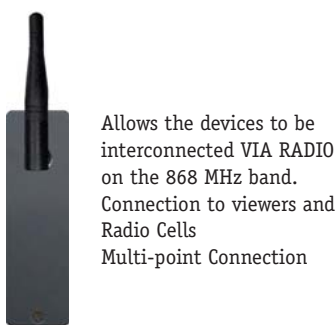 Allows the devices to be
interconnected VIA RADIO
on the 868 MHz band.
Connection to viewers and
Radio Cells
Multi-point Connection